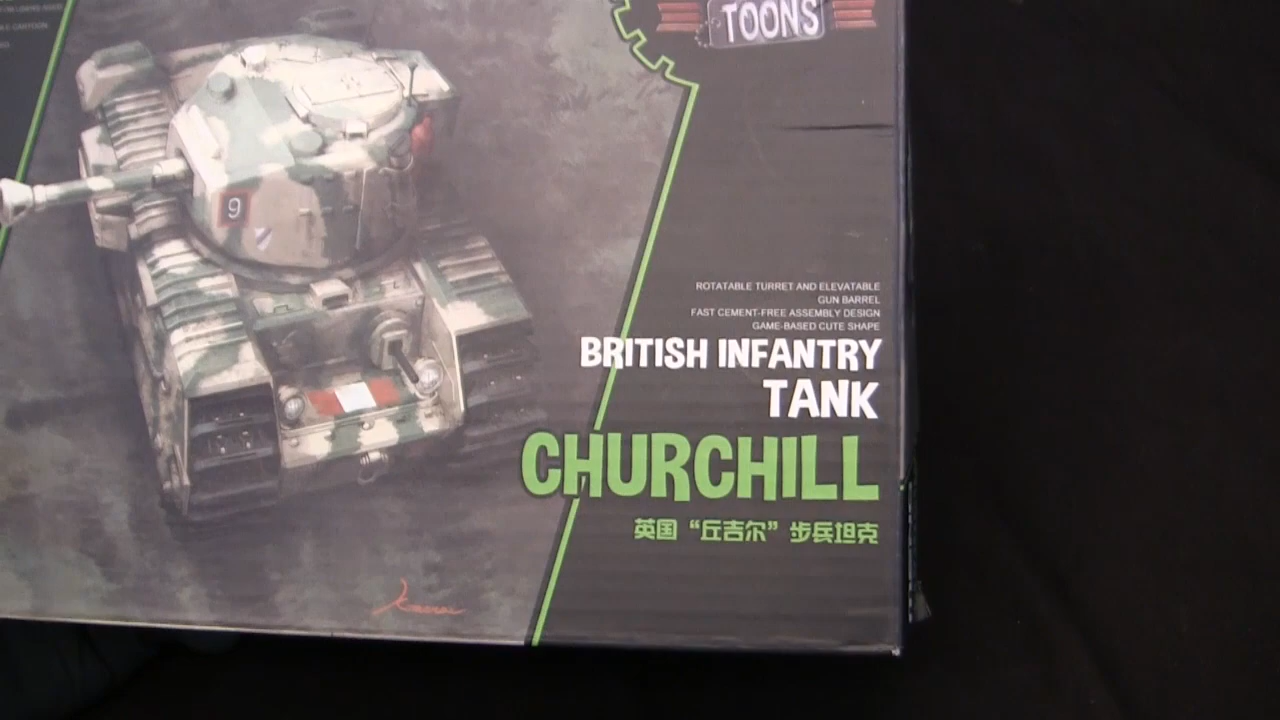 TOONS
9
ROTATABLE TURRET AND ELEVATABLE
GUN BARREL
FAST CEMENT-FREE ASSEMBLY DESIGN
GAME-BASED CUTE SHAPE
BRITISH INFANTRY
TANK
CHURCHILL
英国“丘吉尔”步兵坦克